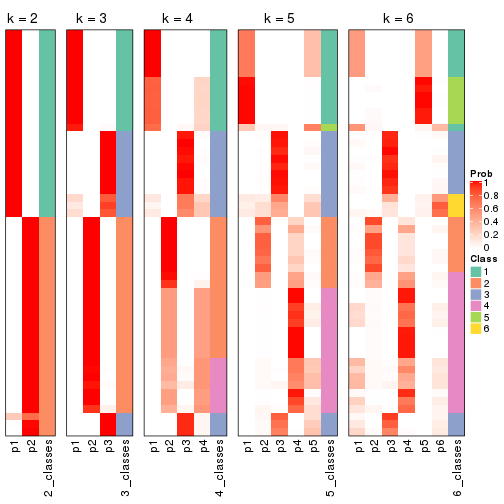 k = 2
k = 3
k = 4
k = 5
k = 6
p1
p2
2_classes
p1
p2
p3
3_classes
p1
p2
p3
p4
4_classes
p1
p2
p3
p4
p5
5_classes
p1
p2
p3
p4
p5
p6
6_classes
Prob
1
0.8
0.6
0.4
0.2
0
Class
1
2
3
4
5
6